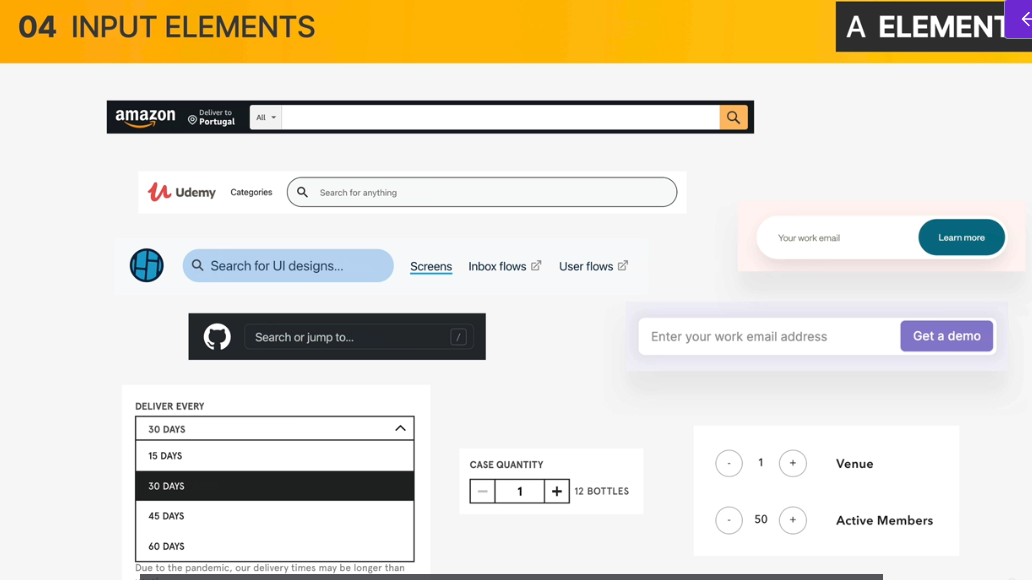 04 INPUT ELEMENTS
A ELEMENT
amazon
Deliver to
Portugal
All
Udemy
Categories
Search for anything
Search for UI designs...
Screens
Inbox flows
User flows
Your work email
Learn more
Search or jump to...
/
Enter your work email address
Get a demo
DELIVER EVERY
30 DAYS
15 DAYS
30 DAYS
45 DAYS
60 DAYS
Due to the pandemic, our delivery times may be longer than
CASE QUANTITY
− 1 + 12 BOTTLES
- 1 + Venue
- 50 + Active Members